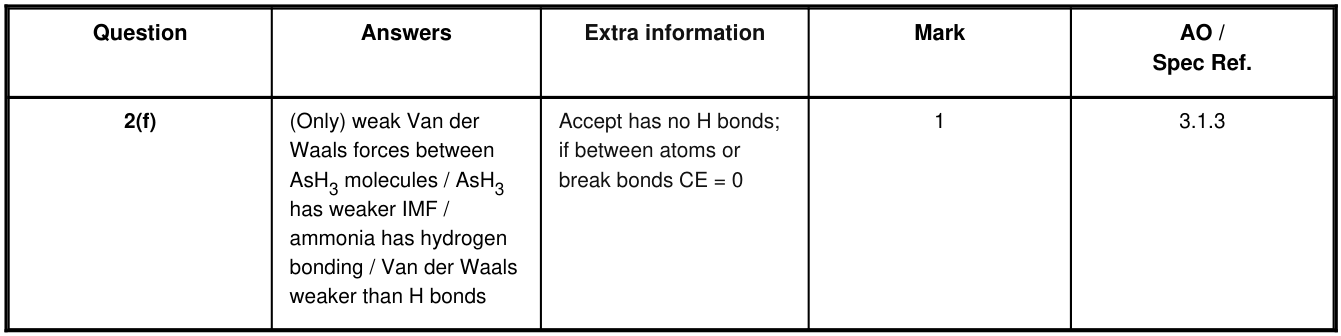 Question Answers Extra information Mark AO /
Spec Ref.
2(f) (Only) weak Van der Accept has no H bonds; 1 3.1.3
Waals forces between if between atoms or
AsH3 molecules / AsH3 break bonds CE = 0
has weaker IMF /
ammonia has hydrogen
bonding / Van der Waals
weaker than H bonds